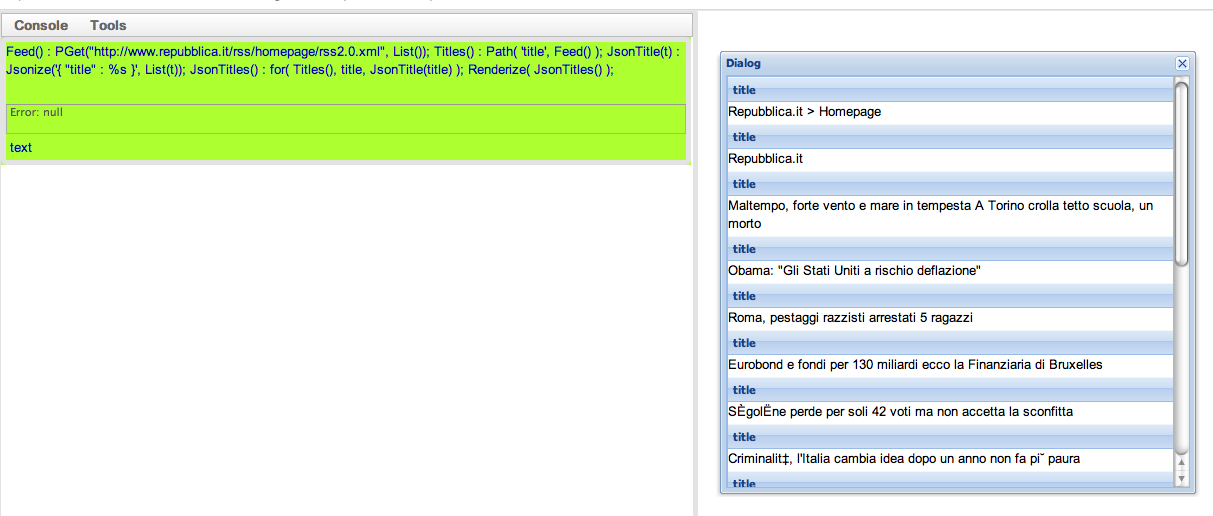 Console Tools
Feed() : PGet("http://www.repubblica.it/rss/homepage/rss2.0.xml", List()); Titles() : Path( 'title', Feed() ); JsonTitle(t) :
Jsonize('{ "title" : %s }', List(t)); JsonTitles() : for( Titles(), title, JsonTitle(title) ); Renderize( JsonTitles() );
Error: null
text
Dialog
title
Repubblica.it > Homepage
title
Repubblica.it
title
Maltempo, forte vento e mare in tempesta A Torino crolla tetto scuola, un
morto
title
Obama: "Gli Stati Uniti a rischio deflazione"
title
Roma, pestaggi razzisti arrestati 5 ragazzi
title
Eurobond e fondi per 130 miliardi ecco la Finanziaria di Bruxelles
title
SÈgolËne perde per soli 42 voti ma non accetta la sconfitta
title
Criminalit‡, l'Italia cambia idea dopo un anno non fa pi˘ paura
title